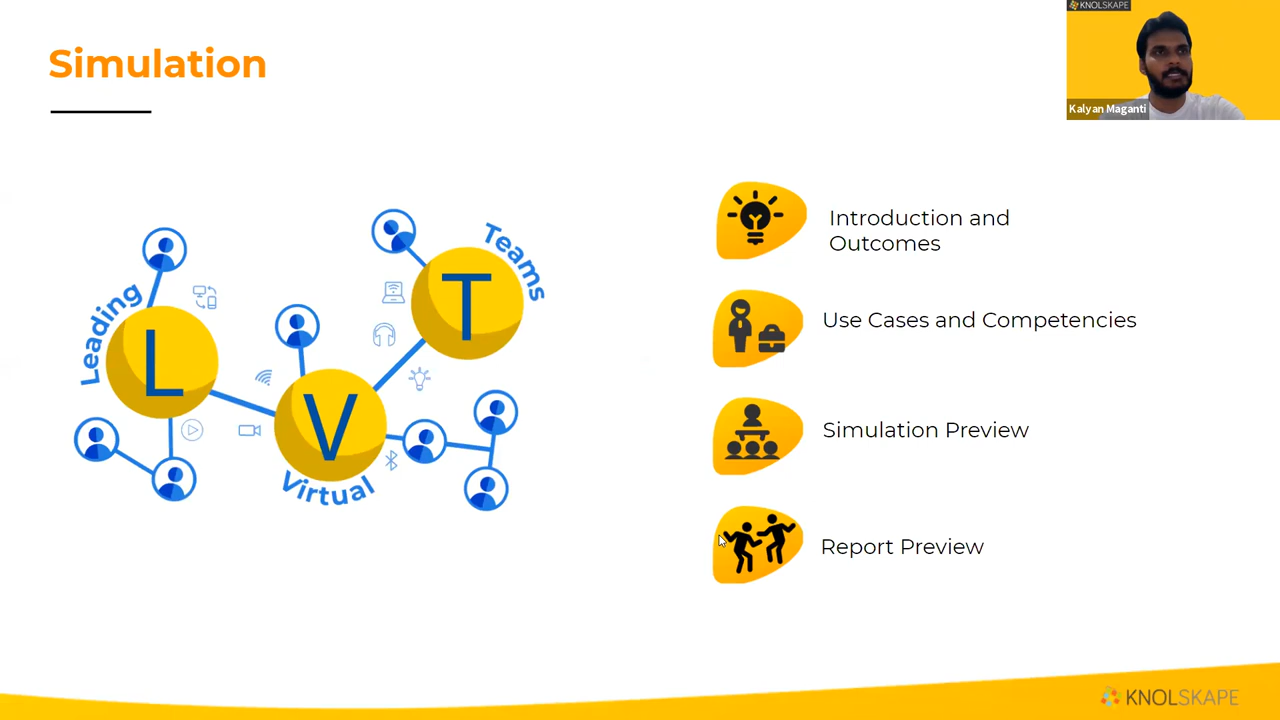 Simulation
KNOLSKAPE
Kalyan Maganti
Leading
L
Virtual
V
Teams
T
Introduction and
Outcomes
Use Cases and Competencies
Simulation Preview
Report Preview
KNOLSKAPE